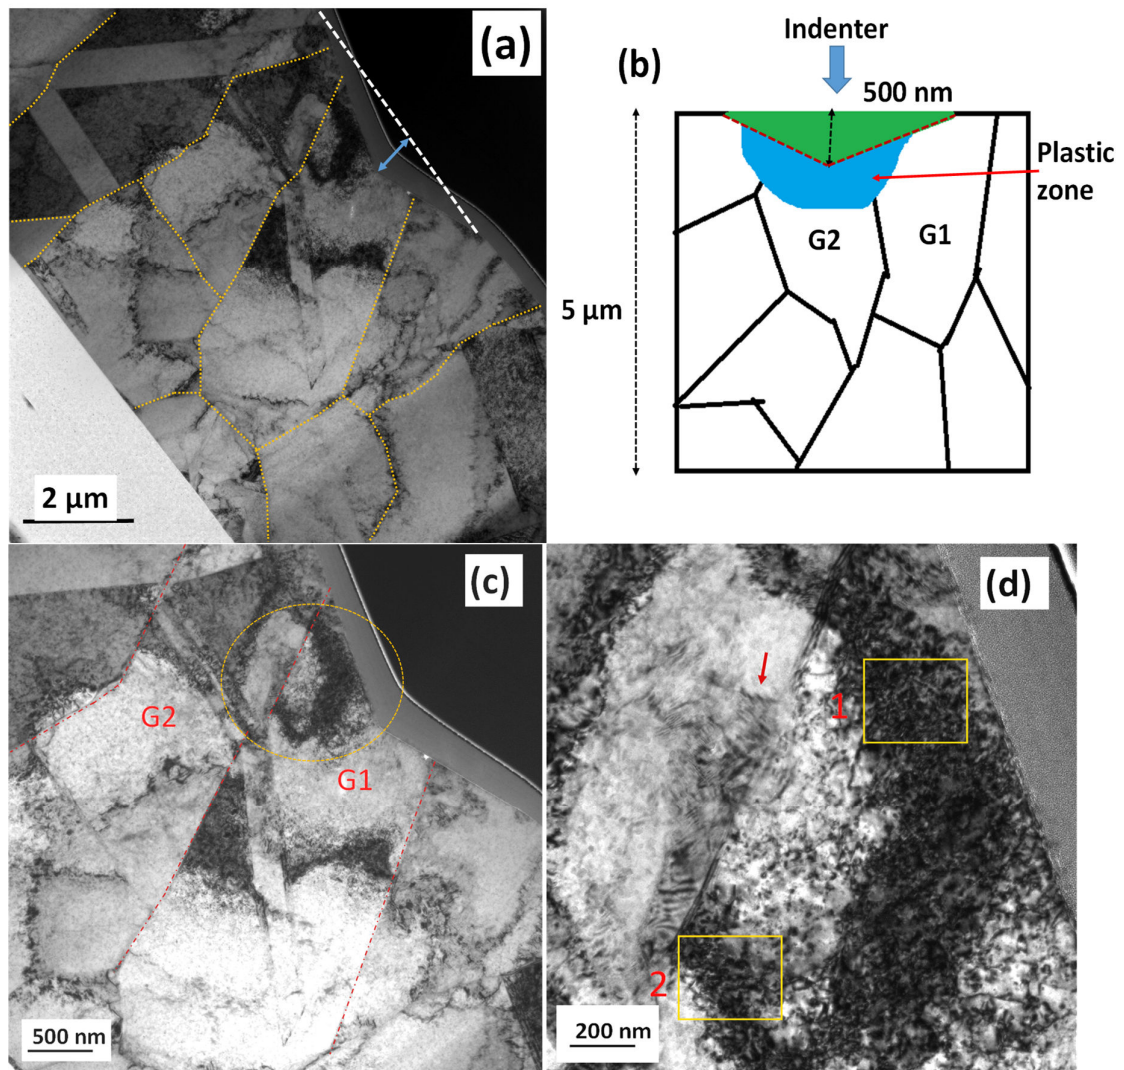 (a)
2 μm
(b)
Indenter
500 nm
Plastic
zone
G2
G1
5 μm
(c)
G2
G1
500 nm
(d)
1
2
200 nm